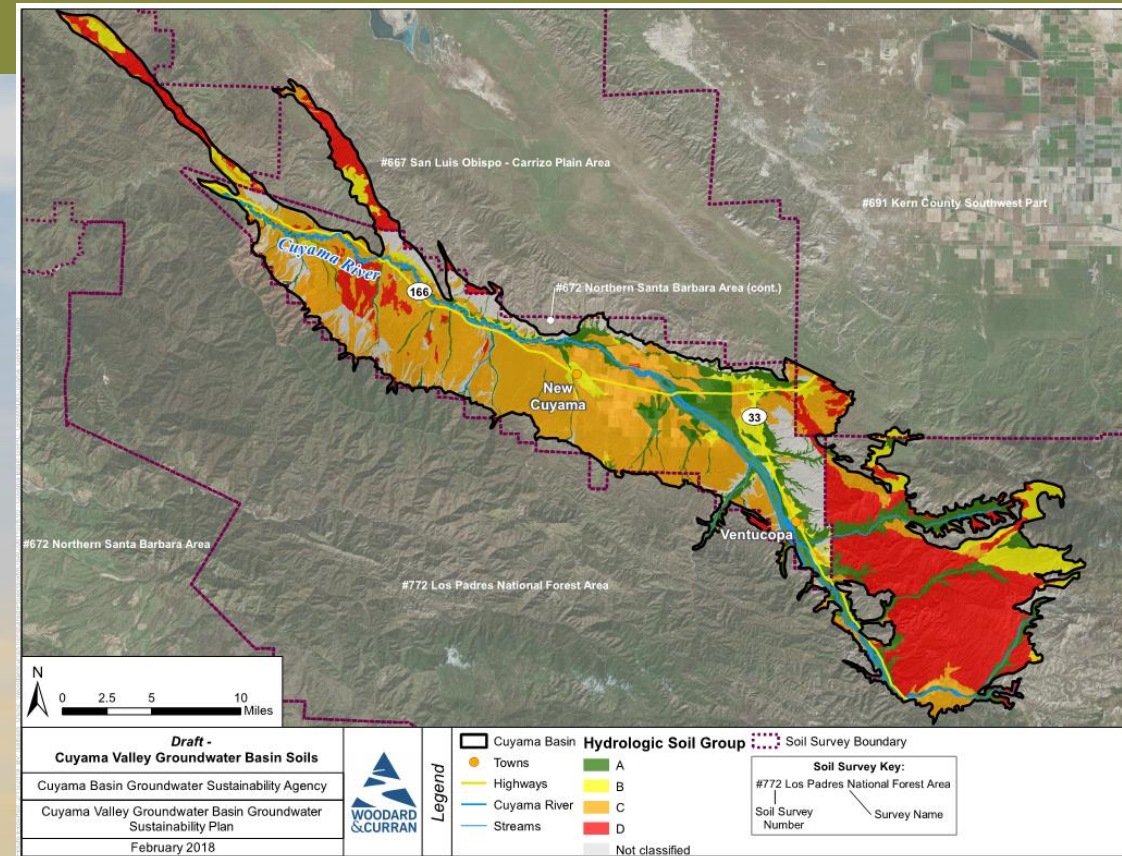 #667 San Luis Obispo - Carrizo Plain Area
#691 Kern County Southwest Part
Cuyama River
166
#672 Northern Santa Barbara Area (cont.)
New
Cuyama
33
Ventucopa
#672 Northern Santa Barbara Area
#772 Los Padres National Forest Area
N
0 2.5 5 10
Miles
Draft -
Cuyama Valley Groundwater Basin Soils
Cuyama Basin Groundwater Sustainability Agency
Cuyama Valley Groundwater Basin Groundwater
Sustainability Plan
February 2018
WOODARD
&CURRAN
Legend
Cuyama Basin
Towns
Highways
Cuyama River
Streams
Hydrologic Soil Group
A
B
C
D
Not classified
Soil Survey Boundary
Soil Survey Key:
#772 Los Padres National Forest Area
Soil Survey
Number
Survey Name